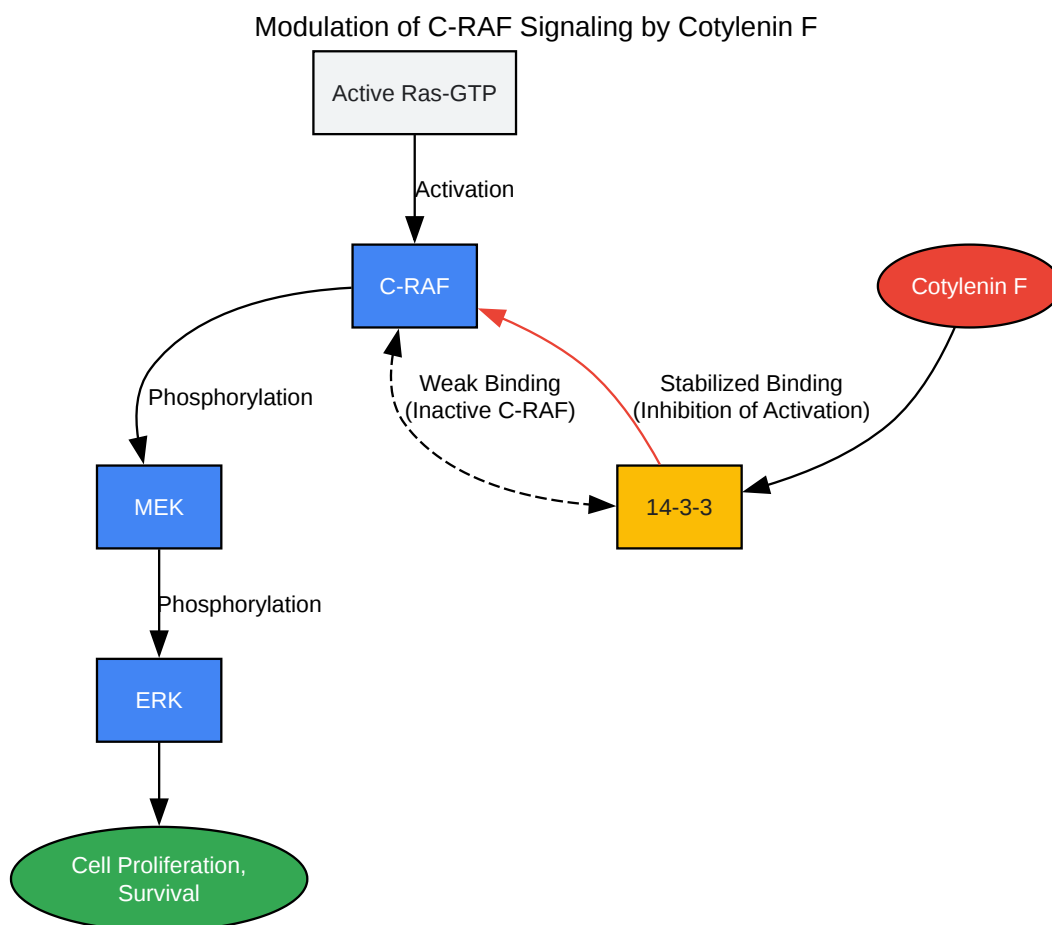 Modulation of C-RAF Signaling by Cotylenin F
Active Ras-GTP
Activation
C-RAF
Cotylenin F
Phosphorylation
Weak Binding
(Inactive C-RAF)
Stabilized Binding
(Inhibition of Activation)
MEK
14-3-3
Phosphorylation
ERK
Cell Proliferation,
Survival